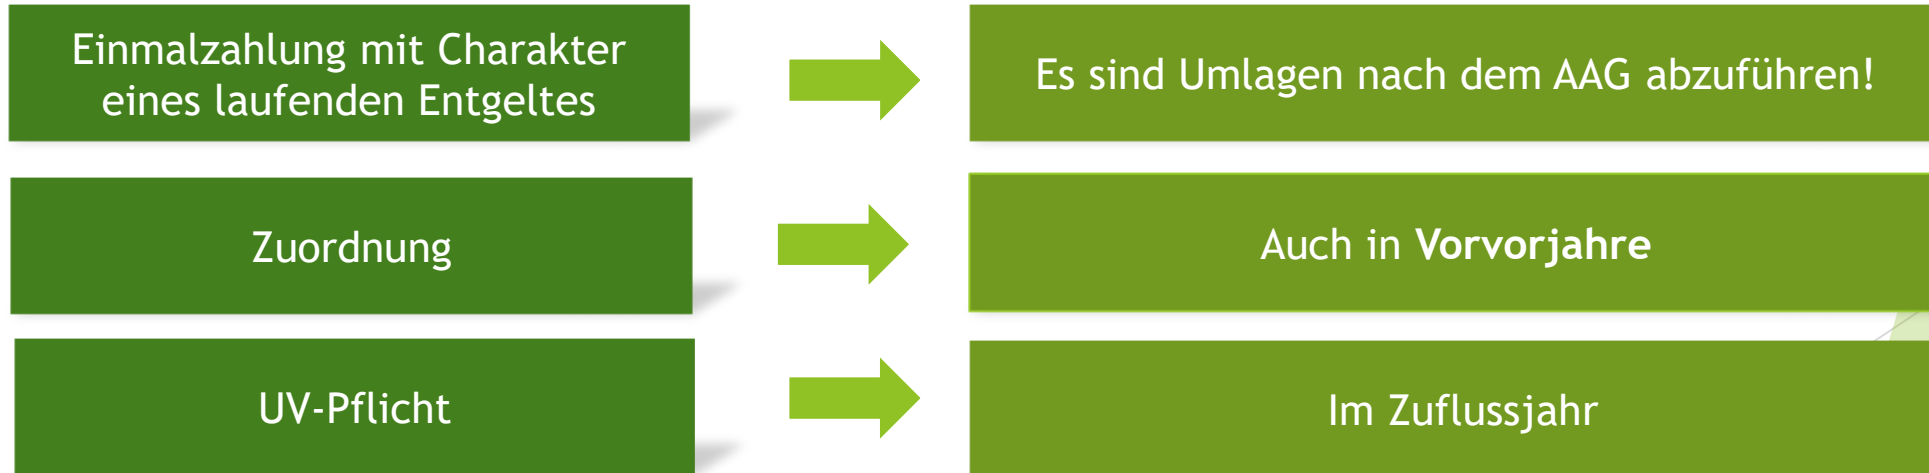 Einmalzahlung mit Charakter
eines laufenden Entgeltes
Es sind Umlagen nach dem AAG abzuführen!
Zuordnung
Auch in Vorvorjahre
UV-Pflicht
Im Zuflussjahr